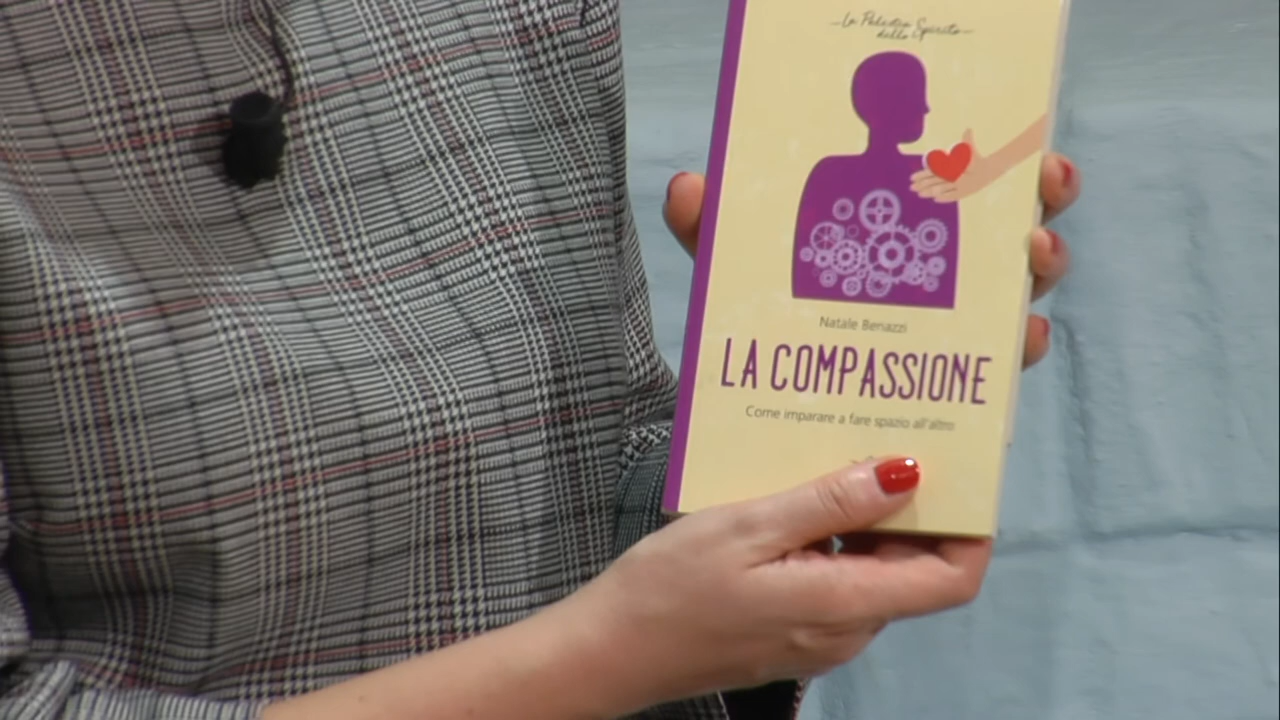 La Palestra
dello Spirito
Natale Benazzi
LA COMPASSIONE
Come imparare a fare spazio all'altro